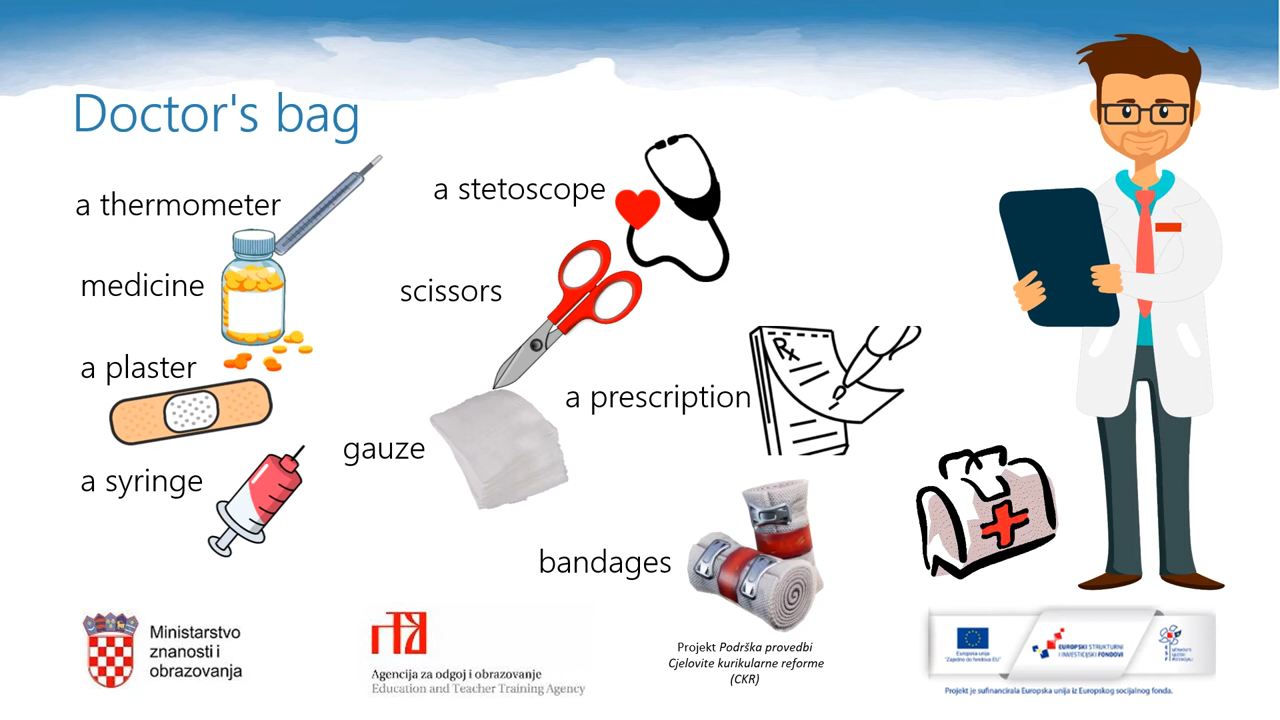 Doctor's bag
a thermometer
a stetoscope
medicine
scissors
a plaster
a prescription
Rx
gauze
a syringe
bandages
Ministarstvo
znanosti i
obrazovanja
Agencija za odgoj i obrazovanje
Education and Teacher Training Agency
Projekt Podrška provedbi
Cjelovite kurikularne reforme
(CKR)
Europska unija
"Zajedno do fondova EU"
EUROPSKI STRUKTURNI
I INVESTICIJSKI FONDOVI
Projekt je sufinancirala Europska unija iz Europskog socijalnog fonda.